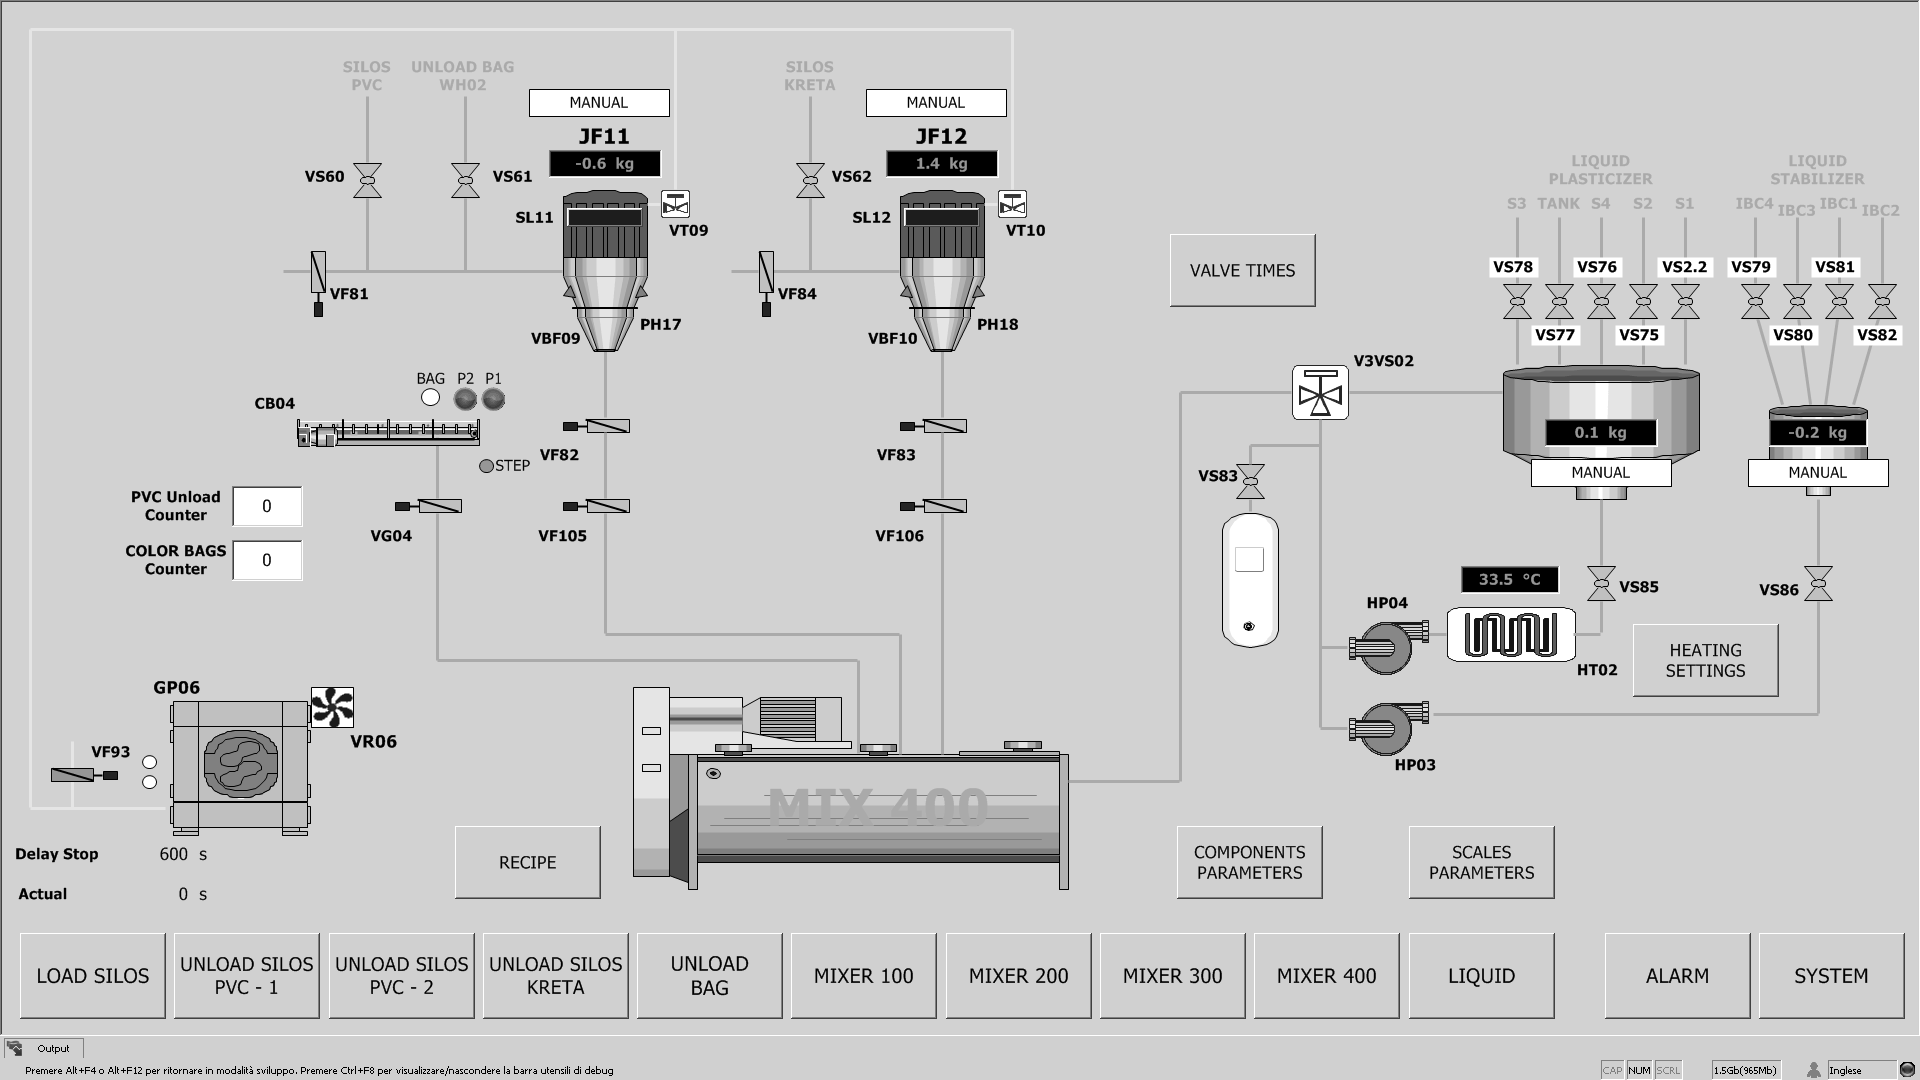 SILOS
PVC
UNLOAD BAG
WH02
SILOS
KRETA
MANUAL
MANUAL
JF11
JF12
-0.6 kg
1.4 kg
VS60
VS61
VS62
SL11
SL12
VT09
VT10
VF81
VF84
PH17
PH18
VBF09
VBF10
LIQUID
PLASTICIZER
LIQUID
STABILIZER
S3 TANK S4 S2 S1
IBC4 IBC3 IBC1 IBC2
VALVE TIMES
VS78
VS76
VS2.2
VS79
VS81
VS77
VS75
VS80
VS82
V3VS02
BAG P2 P1
CB04
STEP
VF82
VF83
0.1 kg
-0.2 kg
MANUAL
MANUAL
VS83
PVC Unload
Counter
0
VG04
VF105
VF106
COLOR BAGS
Counter
0
33.5 °C
VS85
VS86
HP04
HT02
HEATING
SETTINGS
GP06
VR06
VF93
HP03
MIX 400
Delay Stop 600 s
Actual 0 s
RECIPE
COMPONENTS
PARAMETERS
SCALES
PARAMETERS
LOAD SILOS
UNLOAD SILOS
PVC - 1
UNLOAD SILOS
PVC - 2
UNLOAD SILOS
KRETA
UNLOAD
BAG
MIXER 100
MIXER 200
MIXER 300
MIXER 400
LIQUID
ALARM
SYSTEM
Output
Premere Alt+F4 o Alt+F12 per ritornare in modalità sviluppo. Premere Ctrl+F8 per visualizzare/nascondere la barra utensili di debug
CAP NUM SCRL
1.5Gb(965Mb)
Inglese